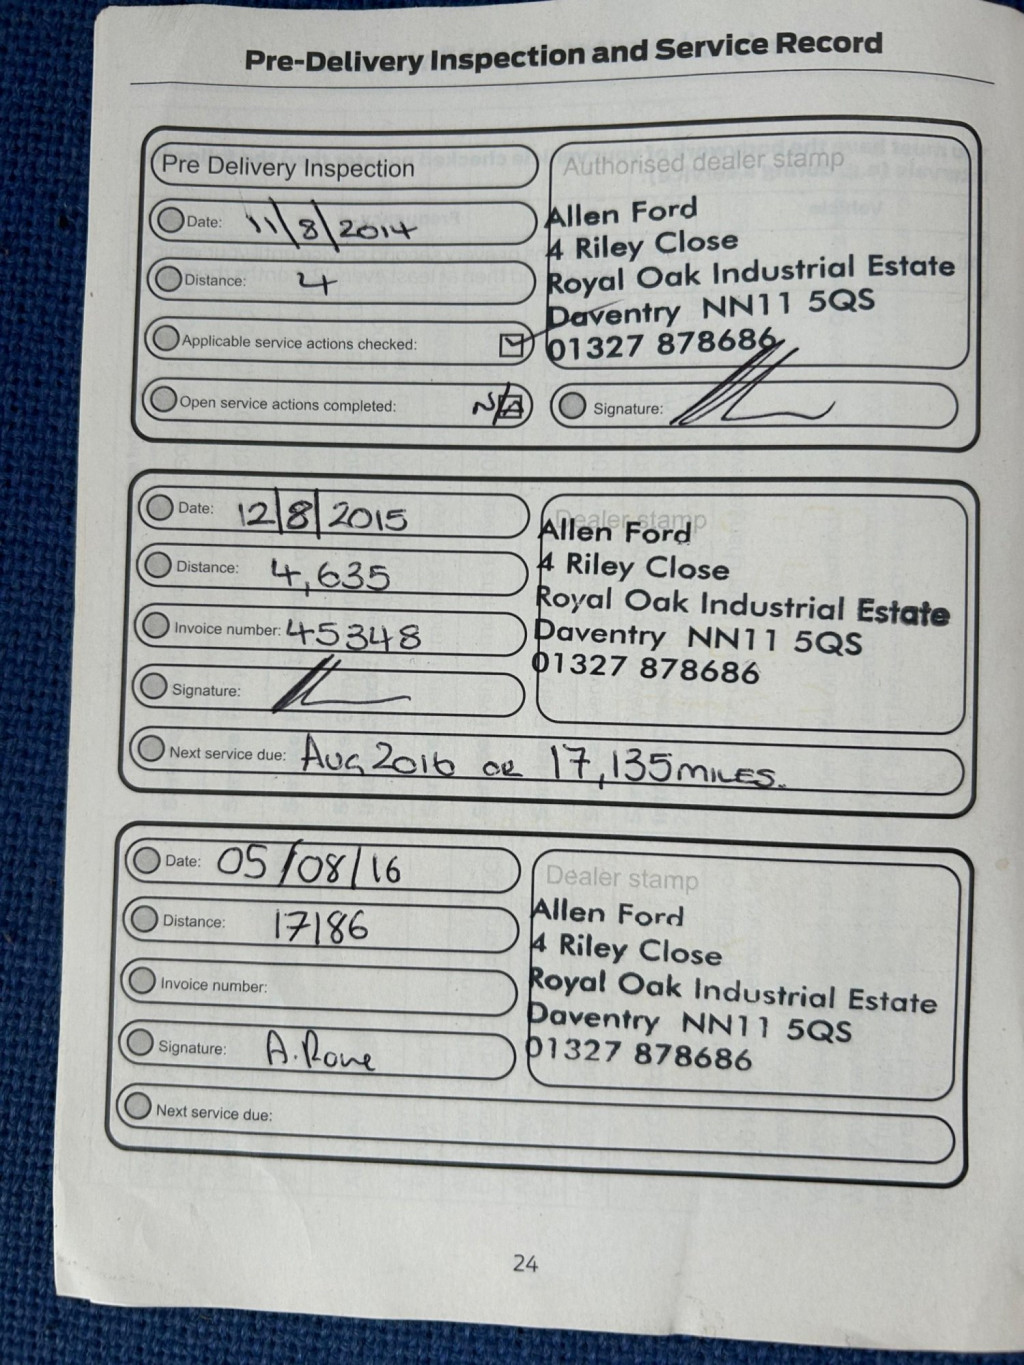 Pre-Delivery Inspection and Service Record
Pre Delivery Inspection
Date: 11/8/2014
Distance: 4
Applicable service actions checked:
Open service actions completed: N/A
Authorised dealer stamp
Allen Ford
4 Riley Close
Royal Oak Industrial Estate
Daventry NN11 5QS
01327 878686
Signature:
Date: 12/8/2015
Distance: 4,635
Invoice number: 45348
Signature:
Dealer stamp
Allen Ford
4 Riley Close
Royal Oak Industrial Estate
Daventry NN11 5QS
01327 878686
Next service due: Aug 2016 OR 17,135 MILES.
Date: 05/08/16
Distance: 17186
Invoice number:
Signature: A.
Dealer stamp
Allen Ford
4 Riley Close
Royal Oak Industrial Estate
Daventry NN11 5QS
01327 878686
Next service due:
24